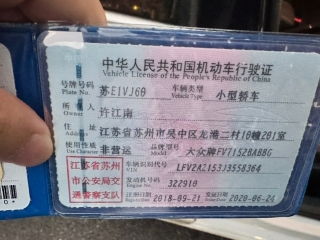 中华人民共和国机动车行驶证
Vehicle License of the People's Republic of China
号牌号码 苏E1VJ60 车辆类型 小型轿车
Plate No. Vehicle Type
所有人 许江南
Owner
住址 江苏省苏州市吴中区龙港二村10幢201室
使用性质 非营运 品牌型号 大众牌FV7152BABBG
Use Character
江苏省苏州
市公安局交
通警察支队
车辆识别代号 LFV2A2153J3558364
VIN
发动机号码 322910
Engine No.
注册日期 2018-09-21 发证日期 2020-06-24